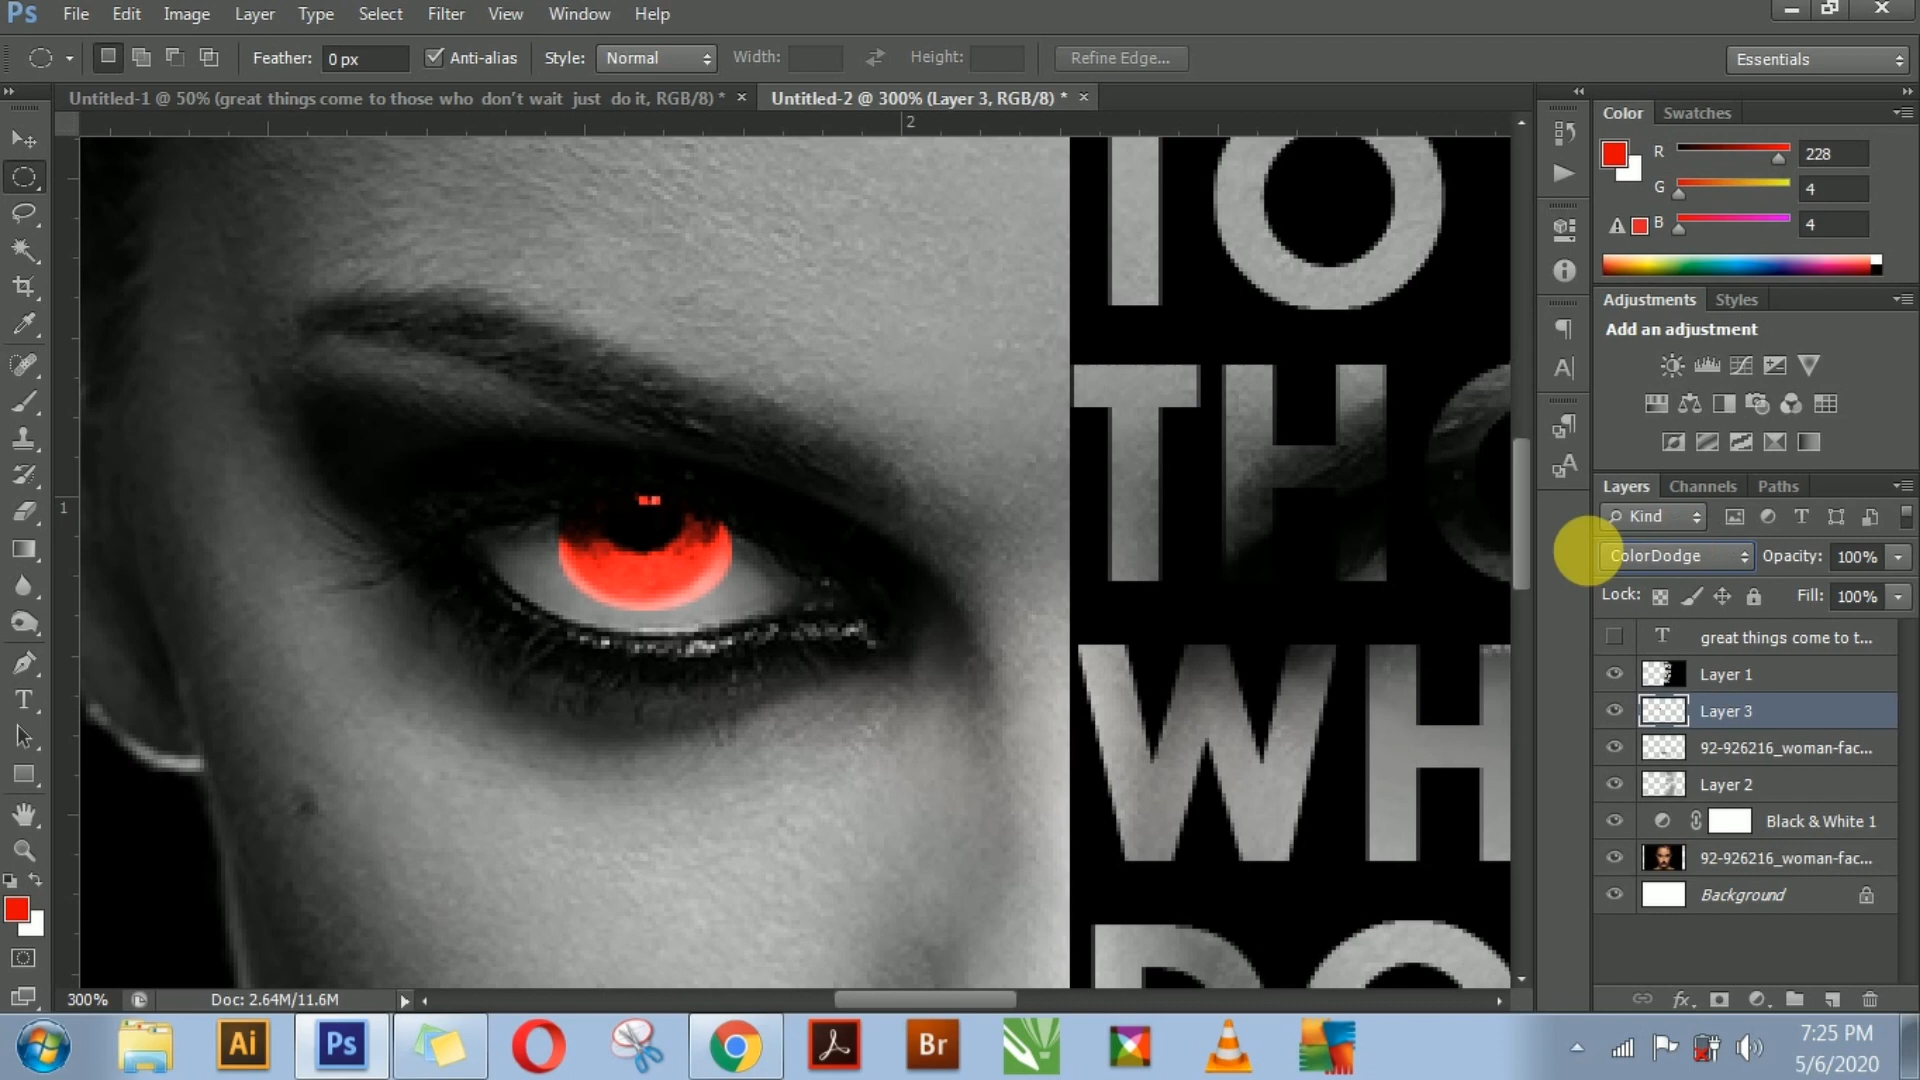 Ps File Edit Image Layer Type Select Filter View Window Help
Feather: 0 px Anti-alias Style: Normal Width: Height: Refine Edge... Essentials
Untitled-1 @ 50% (great things come to those who don't wait just do it, RGB/8) * × Untitled-2 @ 300% (Layer 3, RGB/8) * ×
2
1
TO
THO
WH
DO
Color Swatches
R 228
G 4
B 4
Adjustments Styles
Add an adjustment
Layers Channels Paths
Kind
ColorDodge Opacity: 100%
Lock: Fill: 100%
great things come to t...
Layer 1
Layer 3
92-926216_woman-fac...
Layer 2
Black & White 1
92-926216_woman-fac...
Background
300% Doc: 2.64M/11.6M
Ai Ps Br
7:25 PM
5/6/2020